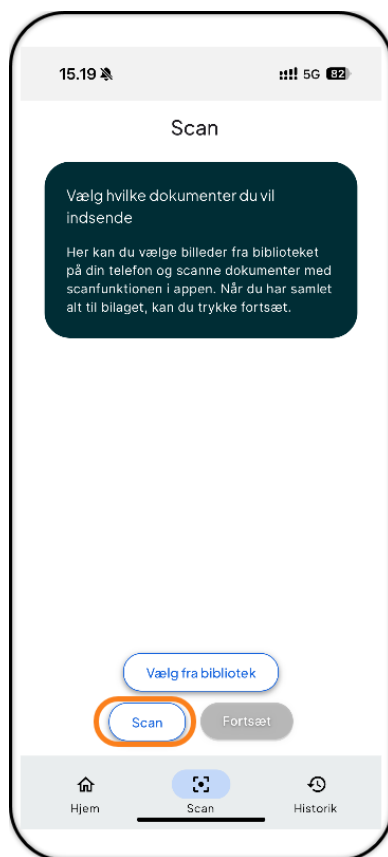 15.19 5G 82
Scan
Vælg hvilke dokumenter du vil
indsende
Her kan du vælge billeder fra biblioteket
på din telefon og scanne dokumenter med
scanfunktionen i appen. Når du har samlet
alt til bilaget, kan du trykke fortsæt.
Vælg fra bibliotek
Scan Fortsæt
Hjem Scan Historik